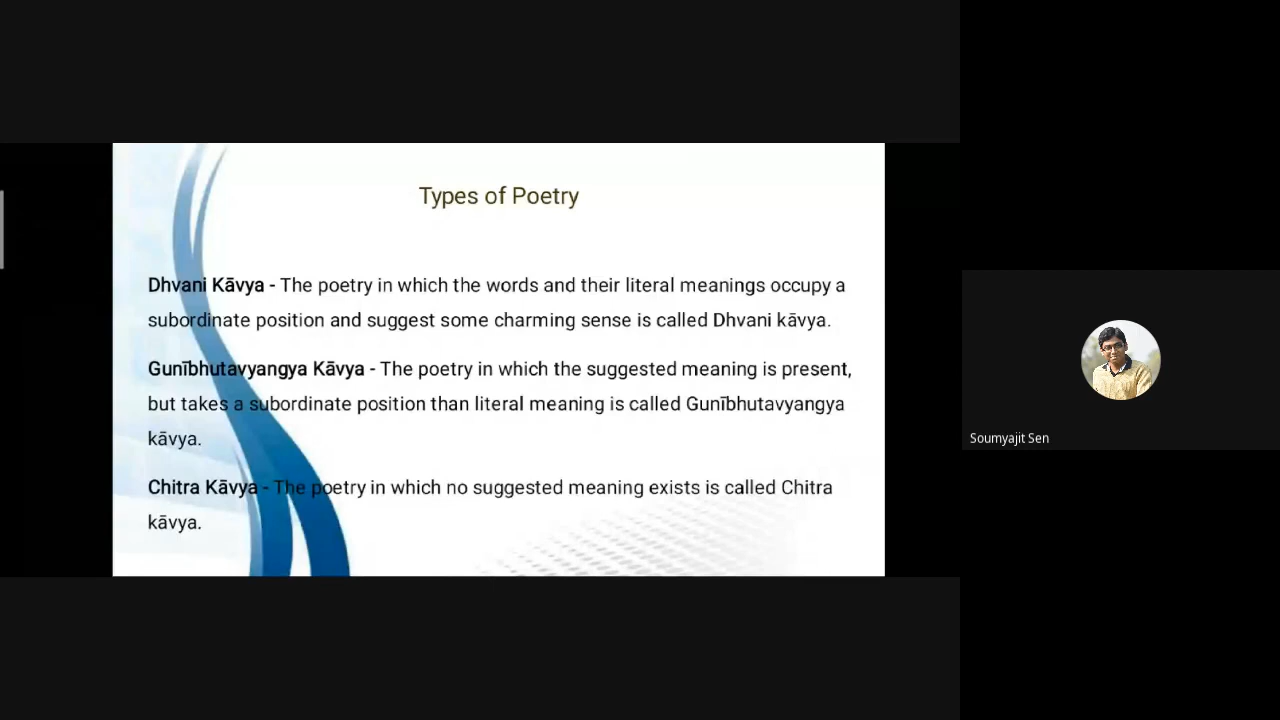 Types of Poetry
Dhvani Kāvya - The poetry in which the words and their literal meanings occupy a
subordinate position and suggest some charming sense is called Dhvani kāvya.
Gunībhutavyangya Kāvya - The poetry in which the suggested meaning is present,
but takes a subordinate position than literal meaning is called Gunībhutavyangya
kāvya.
Chitra Kāvya - The poetry in which no suggested meaning exists is called Chitra
kāvya.
Soumyajit Sen